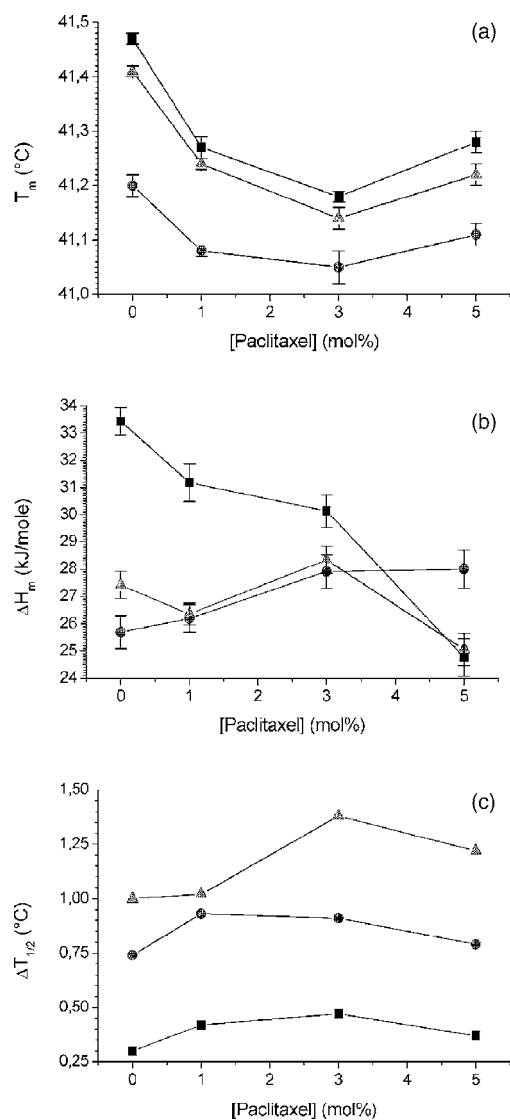 (a)
41,5
41,4
41,3
41,2
41,1
41,0
T_m (°C)
0 1 2 3 4 5
[Paclitaxel] (mol%)
(b)
34
33
32
31
30
29
28
27
26
25
24
ΔH_m (kJ/mole)
0 1 2 3 4 5
[Paclitaxel] (mol%)
(c)
1,50
1,25
1,00
0,75
0,50
0,25
ΔT_1/2 (°C)
0 1 2 3 4 5
[Paclitaxel] (mol%)